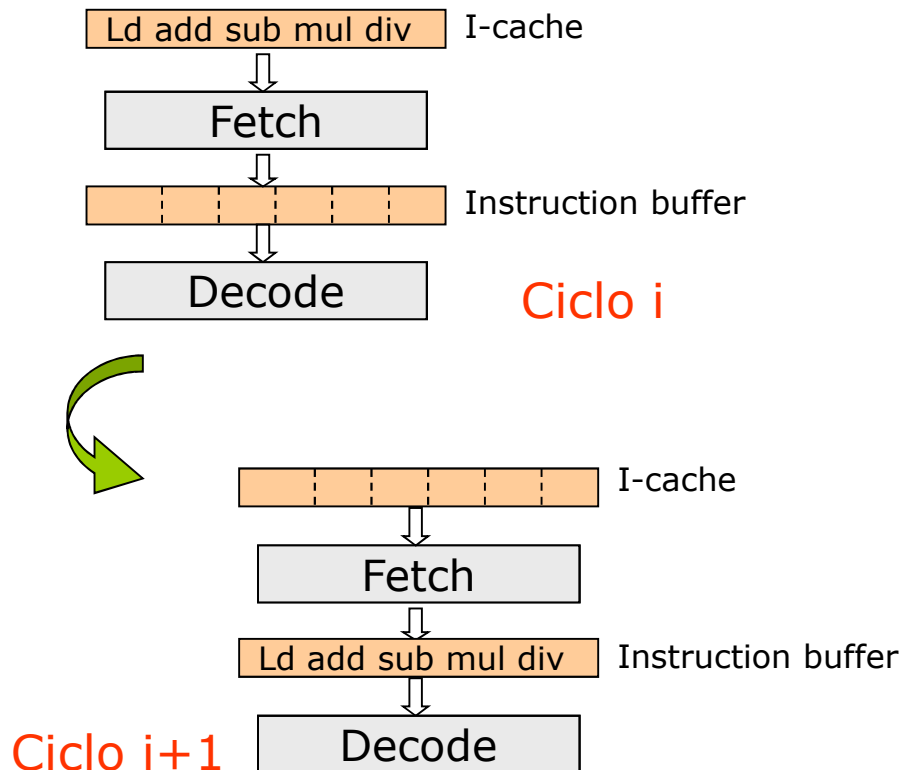 Ld add sub mul div I-cache
Fetch
Instruction buffer
Decode
Ciclo i
I-cache
Fetch
Ld add sub mul div Instruction buffer
Decode
Ciclo i+1